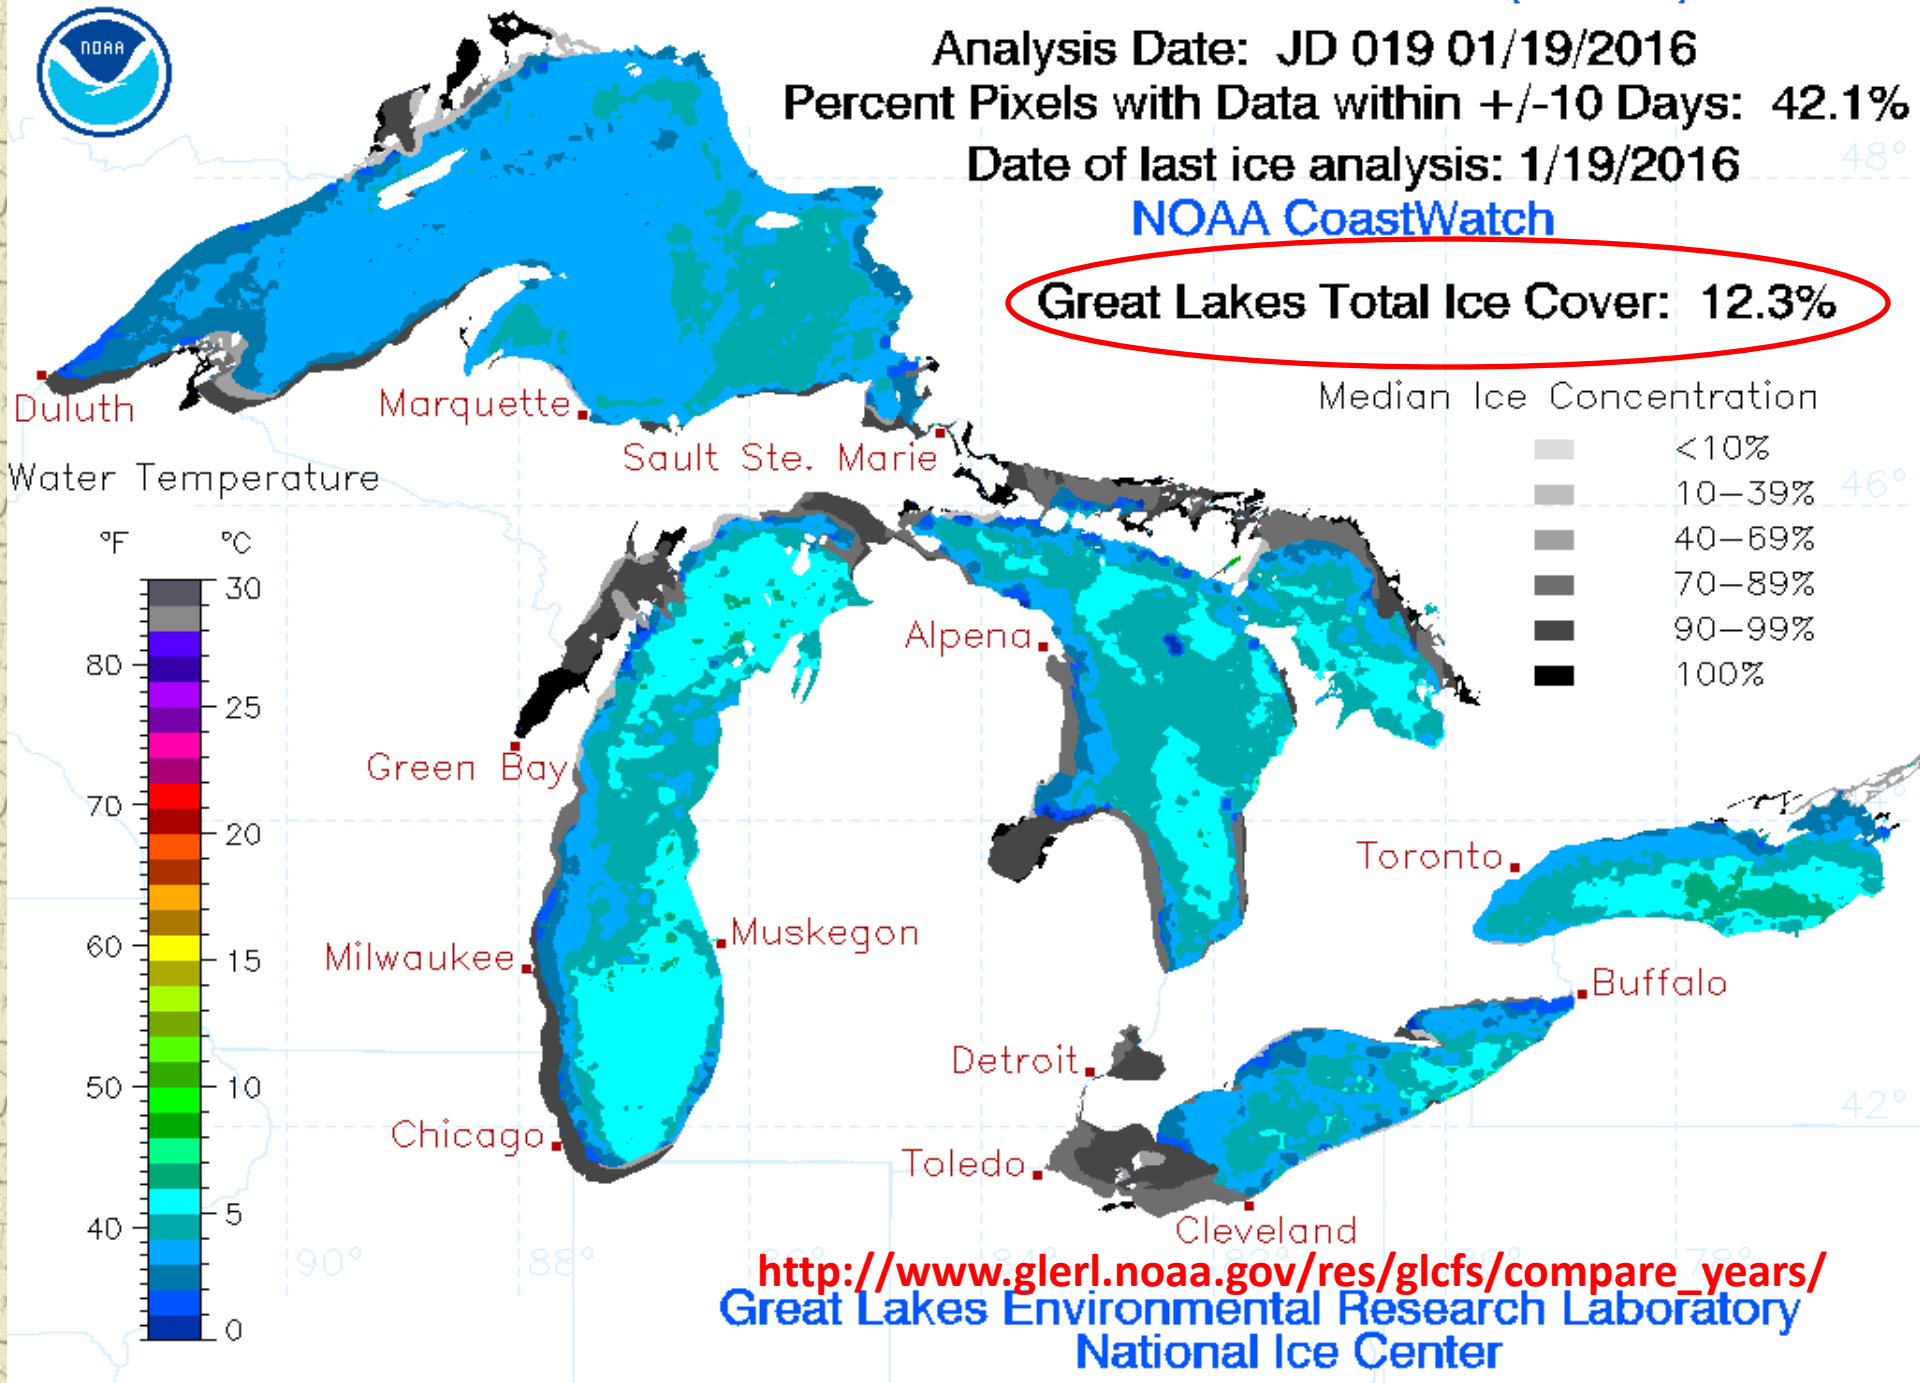 NOAA
Analysis Date: JD 019 01/19/2016
Percent Pixels with Data within +/-10 Days: 42.1%
Date of last ice analysis: 1/19/2016
48°
NOAA CoastWatch
Great Lakes Total Ice Cover: 12.3%
Median Ice Concentration
<10%
10-39%
46°
40-69%
70-89%
90-99%
100%
Duluth
Marquette
Sault Ste. Marie
Water Temperature
°F °C
30
80
25
70
20
60
15
50
10
40
5
0
Alpena
Green Bay
Toronto
Muskegon
Milwaukee
Buffalo
Detroit
42°
Chicago
Toledo
Cleveland
90° 88° 84° 82° 78°
http://www.glerl.noaa.gov/res/glcfs/compare_years/
Great Lakes Environmental Research Laboratory
National Ice Center